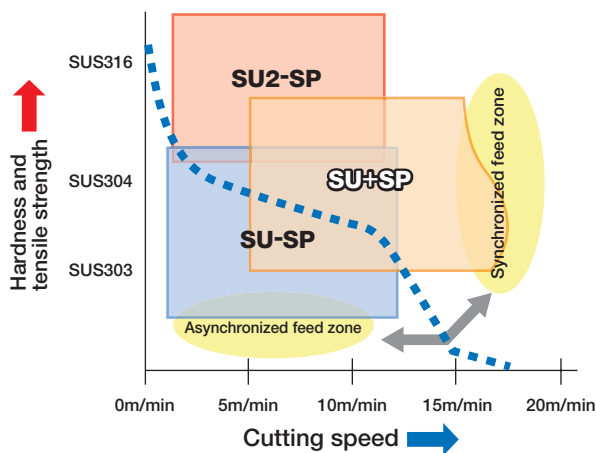 SUS316
SU2-SP
Hardness and
tensile strength
SUS304
SU+SP
Synchronized feed zone
SU-SP
SUS303
Asynchronized feed zone
0m/min
5m/min
10m/min
15m/min
20m/min
Cutting speed